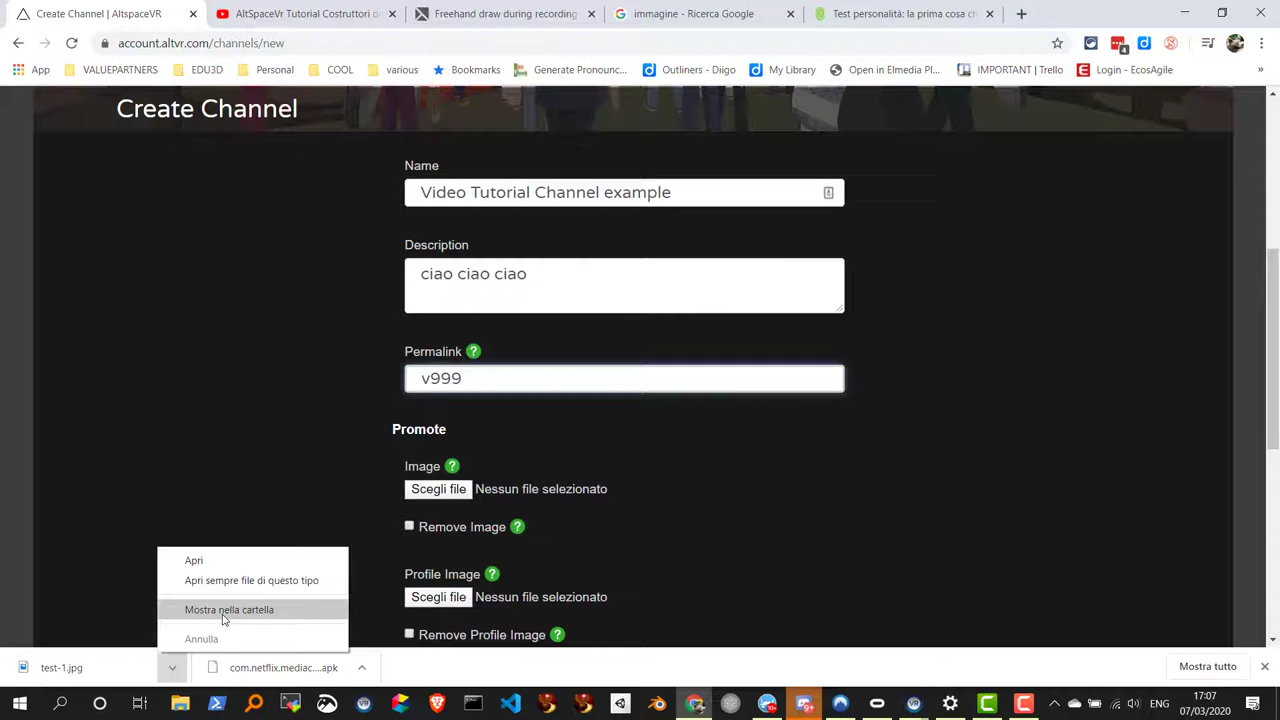 Create Channel | AltspaceVR
AltSpaceVr Tutorial Costruttori de
Freehand draw during recording
immagine - Ricerca Google
Test personalità: la prima cosa ch
account.altvr.com/channels/new
4
App
VALUEPARTNERS
EDU3D
Personal
COOL
various
Bookmarks
Generate Pronounc...
Outliners - Diigo
My Library
Open in Elmedia Pl...
IMPORTANT | Trello
Login - EcosAgile
»
Create Channel
Name
Video Tutorial Channel example
Description
ciao ciao ciao
Permalink ?
v999
Promote
Image ?
Scegli file Nessun file selezionato
Remove Image ?
Profile Image ?
Scegli file Nessun file selezionato
Remove Profile Image ?
Apri
Apri sempre file di questo tipo
Mostra nella cartella
Annulla
test-1.jpg
com.netflix.mediac....apk
Mostra tutto
ENG
17:07
07/03/2020